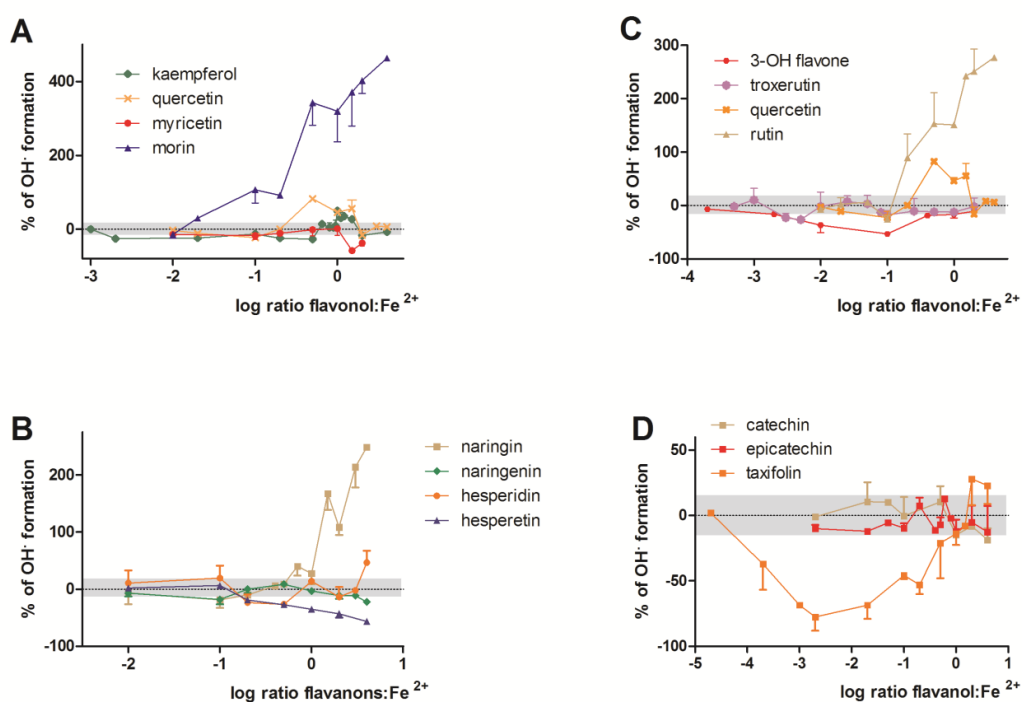 A
% of OH· formation
400
200
0
kaempferol
quercetin
myricetin
morin
-3
-2
-1
0
log ratio flavonol:Fe 2+
C
% of OH· formation
300
200
100
0
-100
3-OH flavone
troxerutin
quercetin
rutin
-4
-3
-2
-1
0
log ratio flavonol:Fe 2+
B
% of OH· formation
200
100
0
-100
naringin
naringenin
hesperidin
hesperetin
-2
-1
0
1
log ratio flavanons:Fe 2+
D
% of OH· formation
50
0
-50
-100
catechin
epicatechin
taxifolin
-5
-4
-3
-2
-1
0
1
log ratio flavanol:Fe 2+